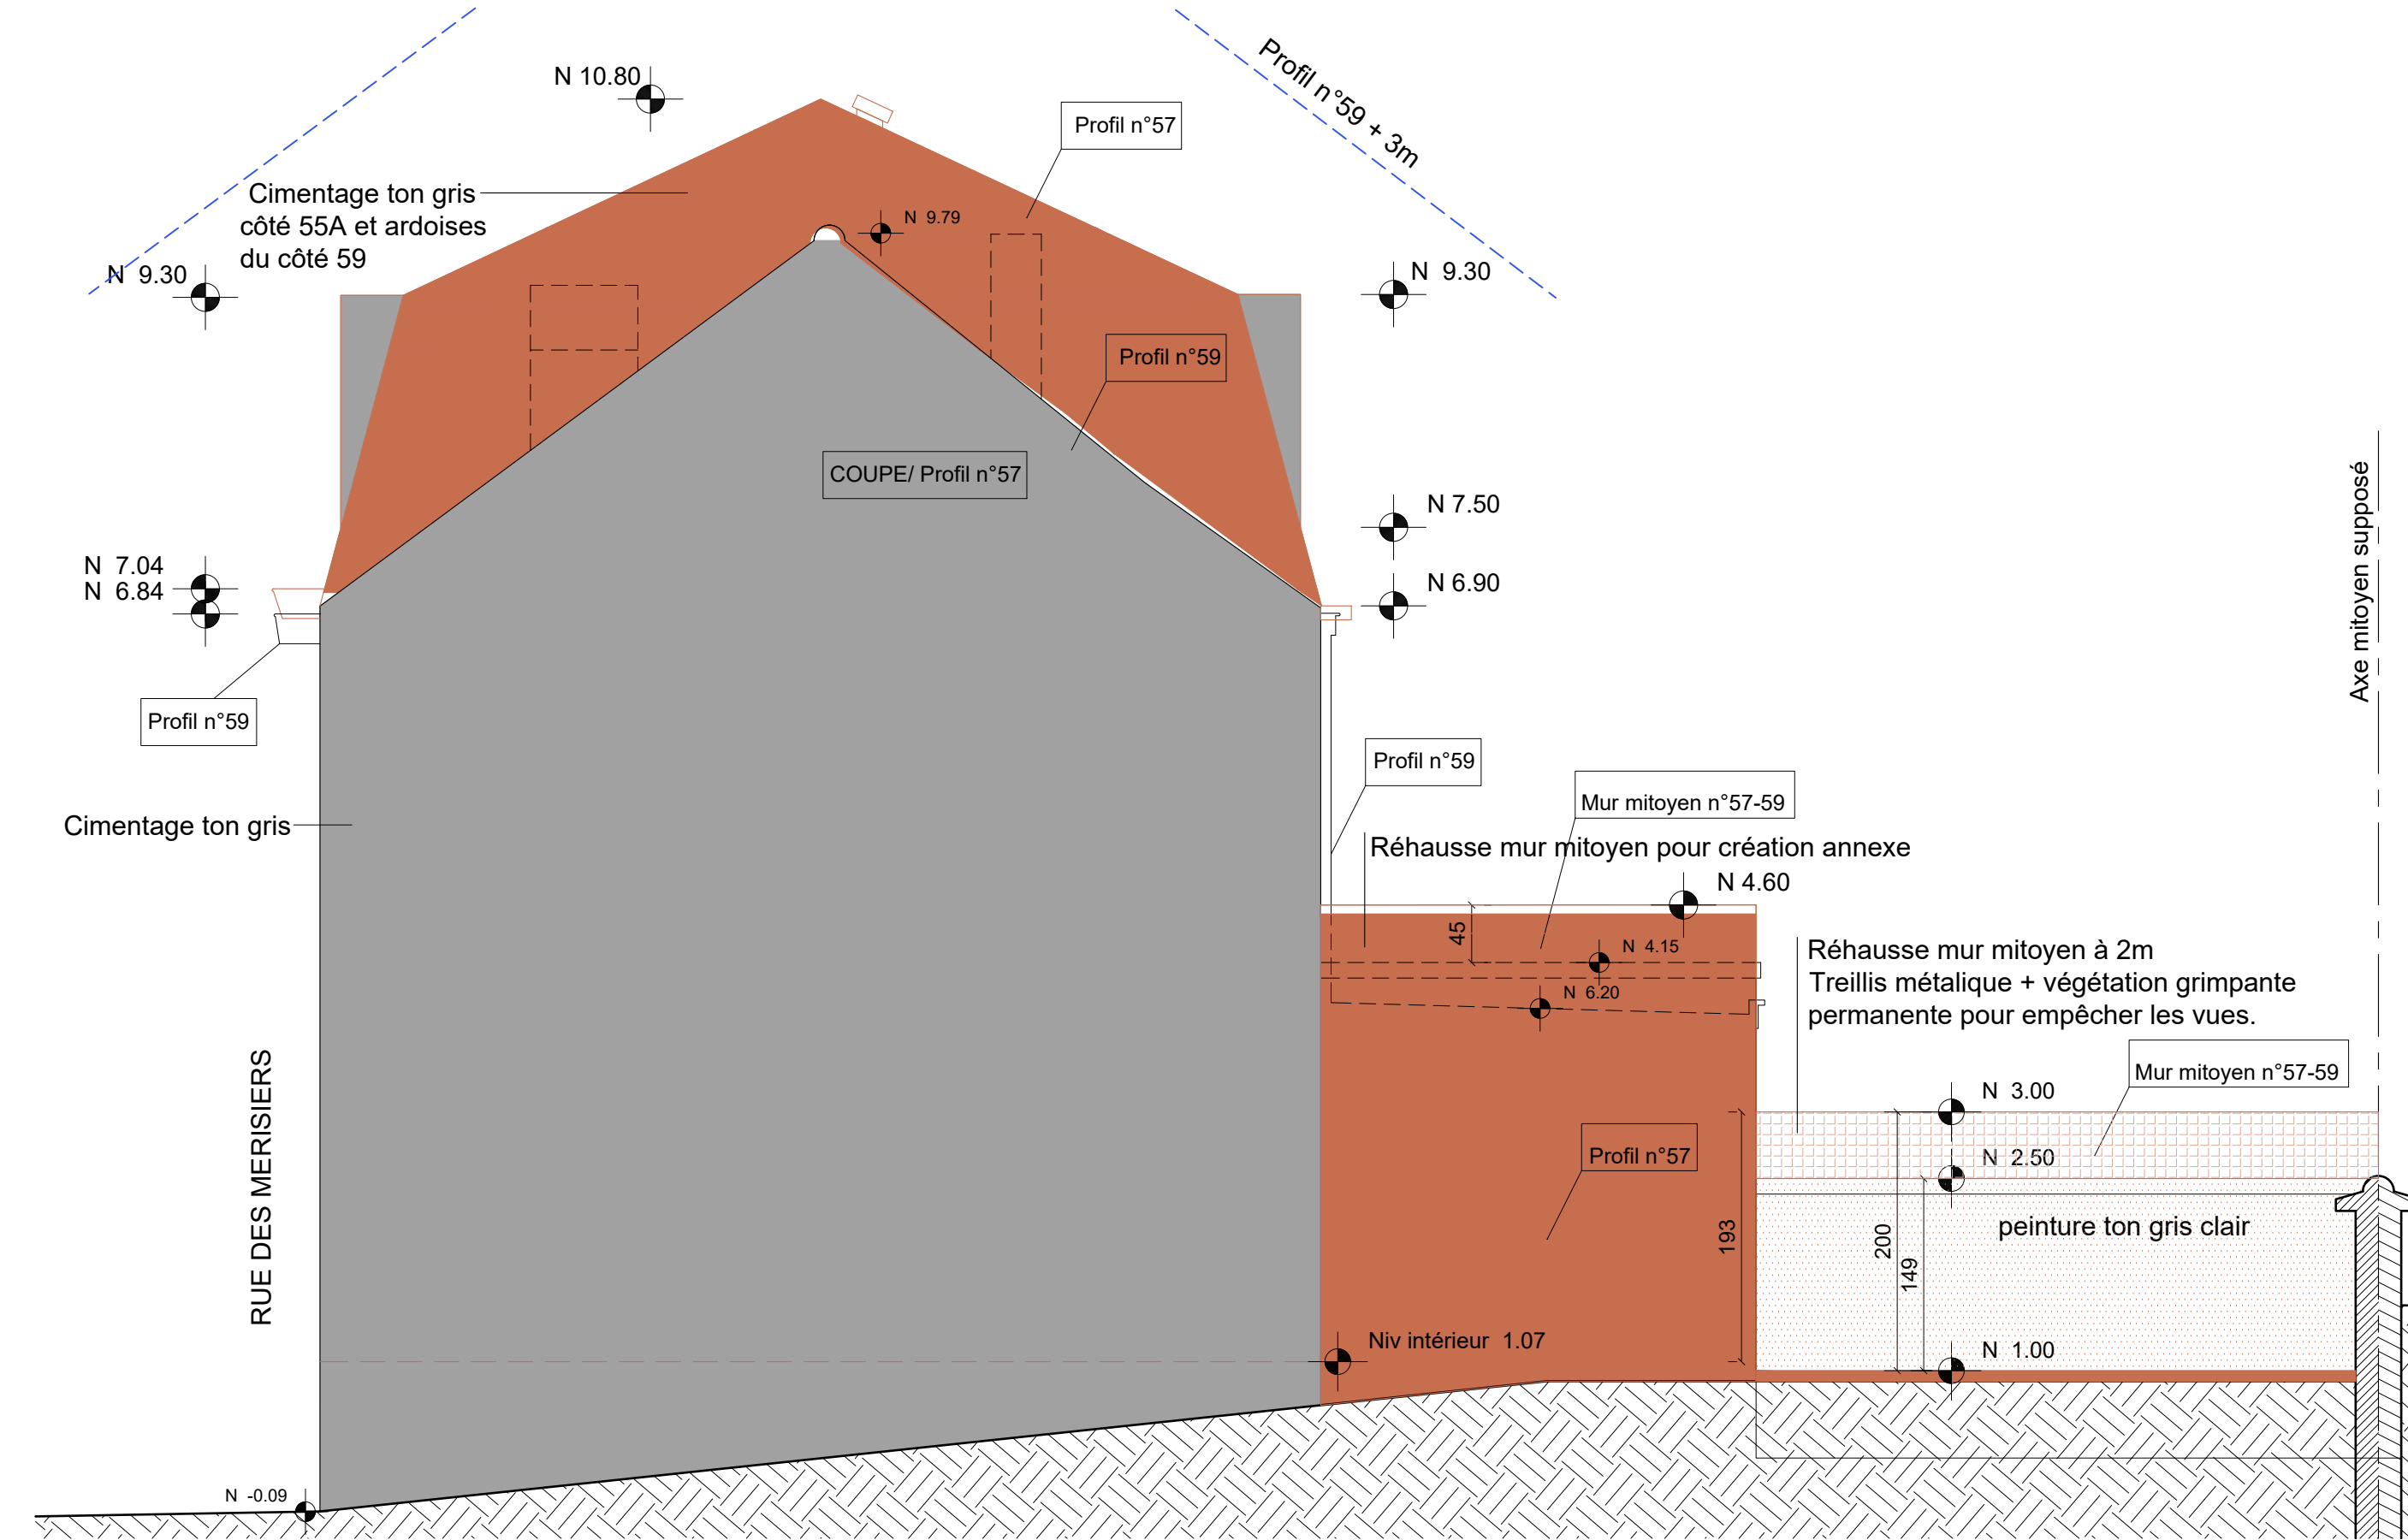 Profil n°59 + 3m
N 10.80
Profil n°57
Cimentage ton gris
côté 55A et ardoises
du côté 59
N 9.79
N 9.30
N 9.30
Profil n°59
COUPE/ Profil n°57
N 7.50
Axe mitoyen supposé
N 7.04
N 6.84
N 6.90
Profil n°59
Profil n°59
Mur mitoyen n°57-59
Cimentage ton gris
Réhausse mur mitoyen pour création annexe
N 4.60
45
N 4.15
N 6.20
Réhausse mur mitoyen à 2m
Treillis métalique + végétation grimpante
permanente pour empêcher les vues.
Mur mitoyen n°57-59
N 3.00
N 2.50
Profil n°57
RUE DES MERISIERS
193
200
149
peinture ton gris clair
Niv intérieur 1.07
N 1.00
N -0.09